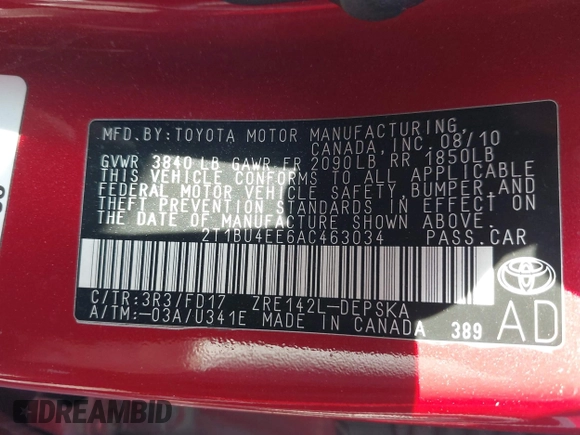 MFD.BY:TOYOTA MOTOR MANUFACTURING,
CANADA, INC. 08/10
GVWR 3840 LB GAWR FR 2090LB RR 1850LB
THIS VEHICLE CONFORMS TO ALL APPLICABLE
FEDERAL MOTOR VEHICLE SAFETY, BUMPER,AND
THEFT PREVENTION STANDARDS IN EFFECT ON
THE DATE OF MANUFACTURE SHOWN ABOVE.
2T1BU4EE6AC463034 PASS.CAR
C/TR:3R3/FD17 ZRE142L-DEPSKA
A/TM:-03A/U341E MADE IN CANADA 389
AD
DREAMBID